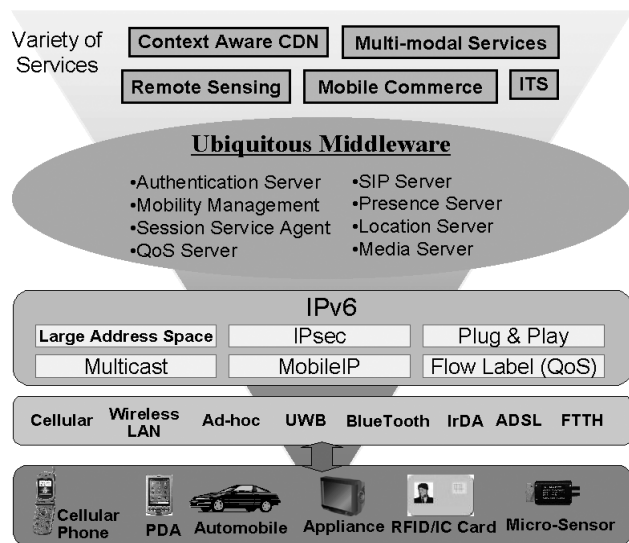 Variety of
Services
Context Aware CDN
Multi-modal Services
Remote Sensing
Mobile Commerce
ITS
Ubiquitous Middleware
•Authentication Server
•Mobility Management
•Session Service Agent
•QoS Server
•SIP Server
•Presence Server
•Location Server
•Media Server
IPv6
Large Address Space
IPsec
Plug & Play
Multicast
MobileIP
Flow Label (QoS)
Cellular
Wireless
LAN
Ad-hoc
UWB
BlueTooth
IrDA
ADSL
FTTH
Cellular
Phone
PDA
Automobile
Appliance
RFID/IC Card
Micro-Sensor